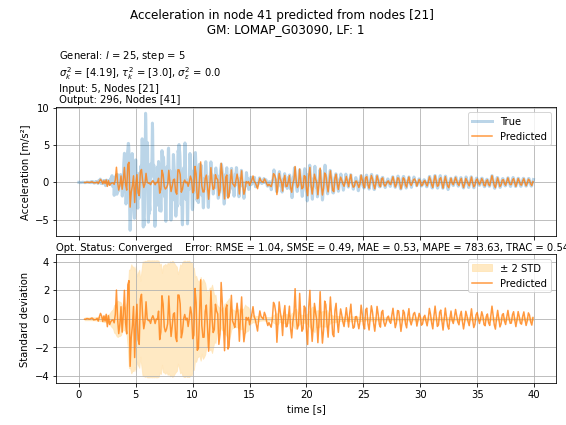 Acceleration in node 41 predicted from nodes [21]
GM: LOMAP_G03090, LF: 1
General: l = 25, step = 5
σ²ₖ = [4.19], τ²ₖ = [3.0], σ²ε = 0.0
Input: 5, Nodes [21]
Output: 296, Nodes [41]
Acceleration [m/s²]
10
5
0
−5
True
Predicted
Opt. Status: Converged Error: RMSE = 1.04, SMSE = 0.49, MAE = 0.53, MAPE = 783.63, TRAC = 0.54
Standard deviation
4
2
0
−2
−4
± 2 STD
Predicted
0 5 10 15 20 25 30 35 40
time [s]